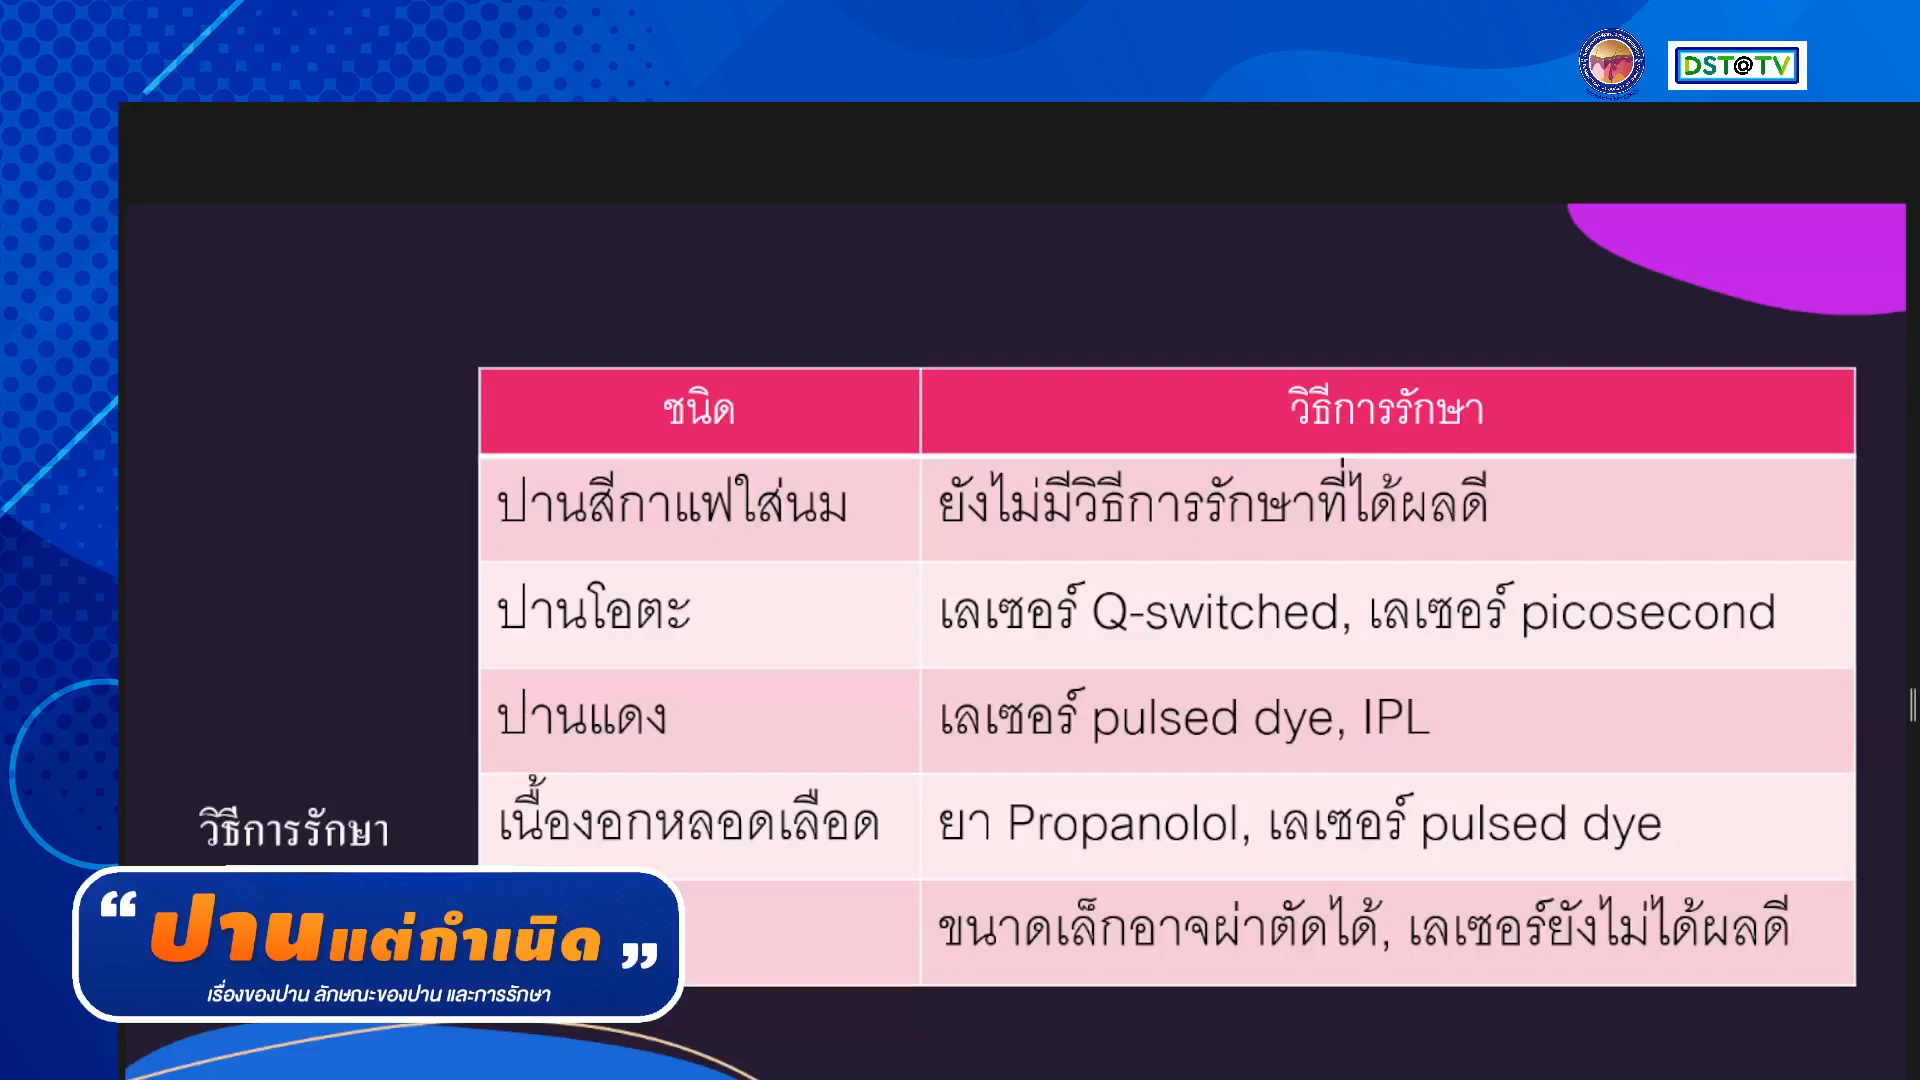 DST@TV
ชนิด
วิธีการรักษา
ปานสีกาแฟใส่นม
ยังไม่มีวิธีการรักษาที่ได้ผลดี
ปานโอตะ
เลเซอร์ Q-switched, เลเซอร์ picosecond
ปานแดง
เลเซอร์ pulsed dye, IPL
เนื้องอกหลอดเลือด
ยา Propanolol, เลเซอร์ pulsed dye
ขนาดเล็กอาจผ่าตัดได้, เลเซอร์ยังไม่ได้ผลดี
วิธีการรักษา
“ปานแต่กำเนิด”
เรื่องของปาน ลักษณะของปาน และการรักษา